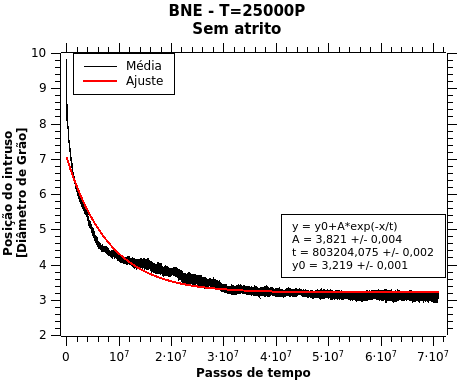 BNE - T=25000P
Sem atrito
Média
Ajuste
Posição do intruso
[Diâmetro de Grão]
10
9
8
7
6
5
4
3
2
y = y0+A*exp(-x/t)
A = 3,821 +/- 0,004
t = 803204,075 +/- 0,002
y0 = 3,219 +/- 0,001
0 10⁷ 2·10⁷ 3·10⁷ 4·10⁷ 5·10⁷ 6·10⁷ 7·10⁷
Passos de tempo